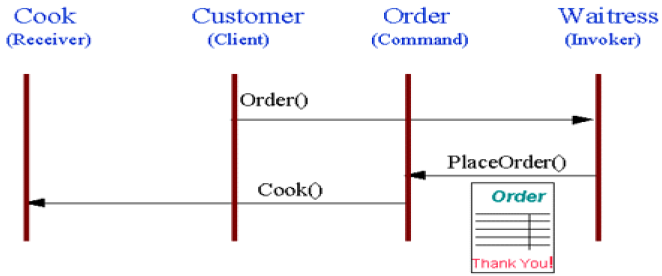 Cook Customer Order Waitress
(Receiver) (Client) (Command) (Invoker)
Order()
PlaceOrder()
Cook()
Order
Thank You!